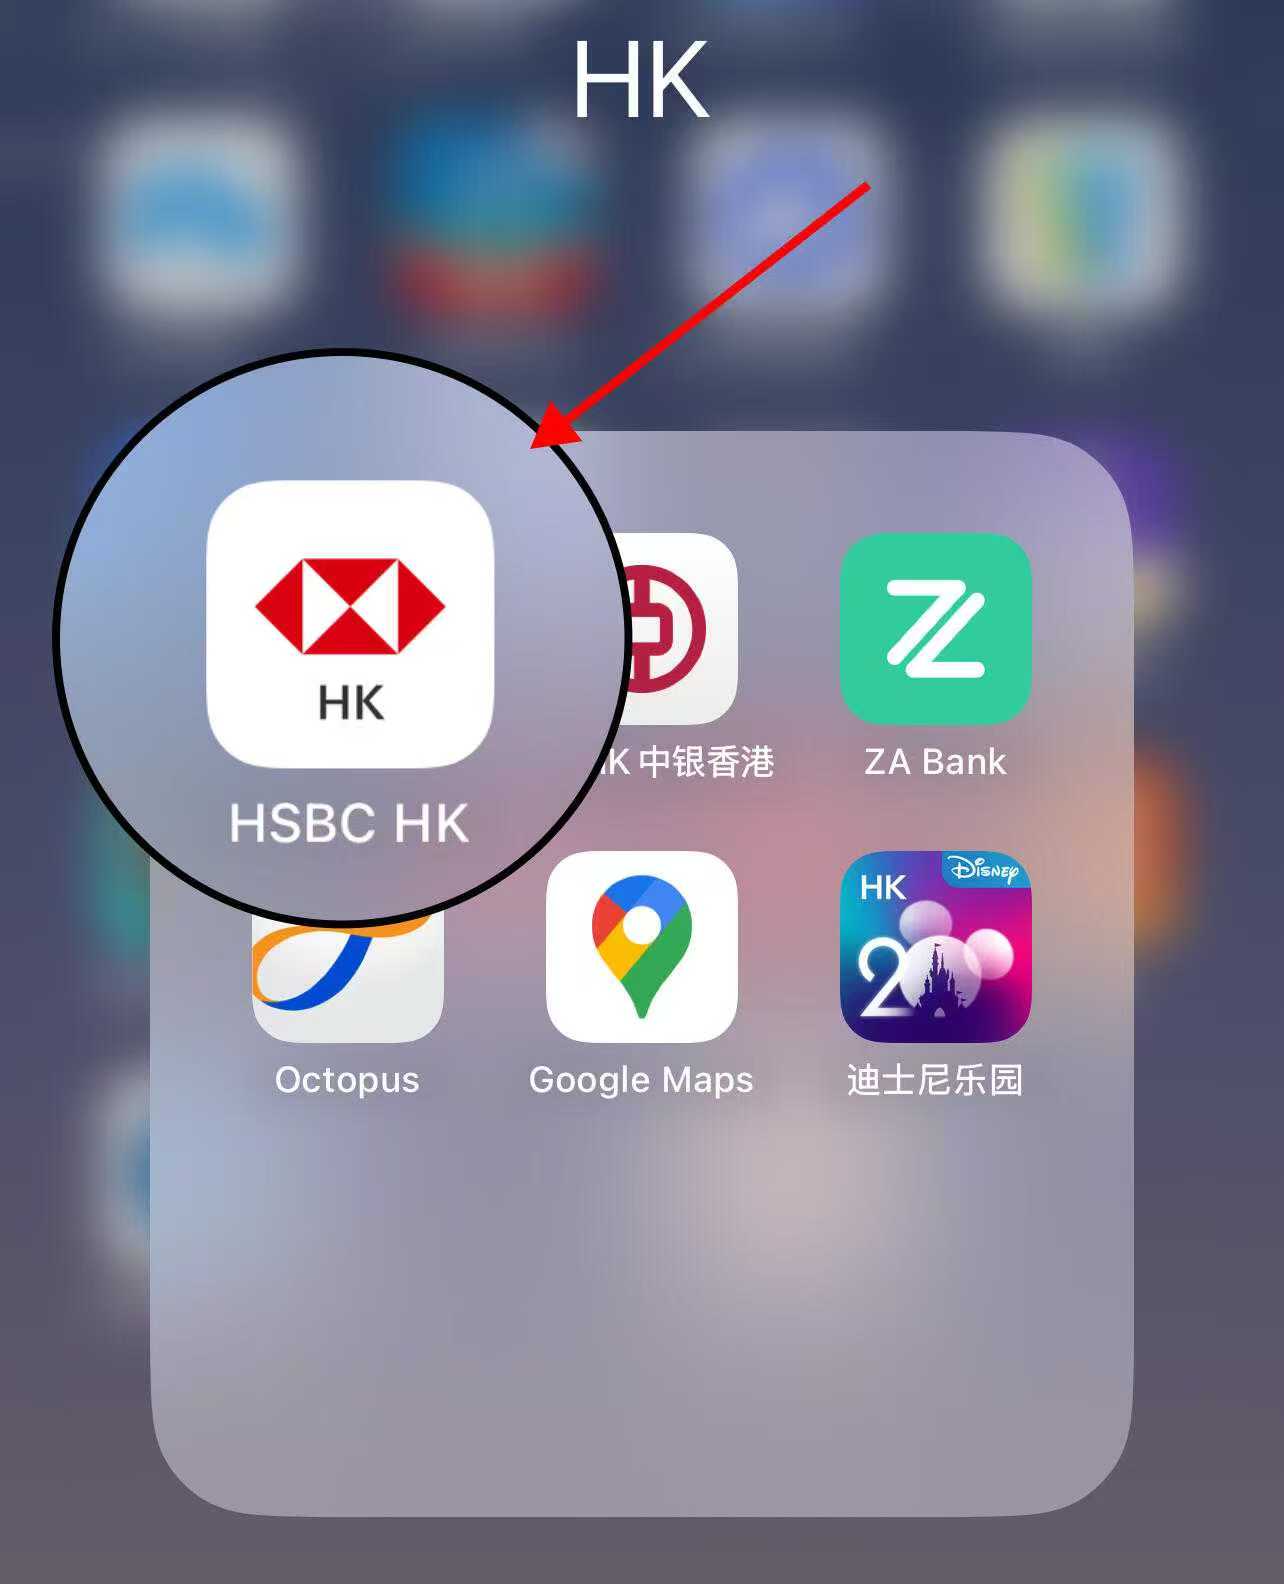 HK
HK
HSBC HK
K 中银香港
ZA Bank
HK
Disney
20
Octopus
Google Maps
迪士尼乐园